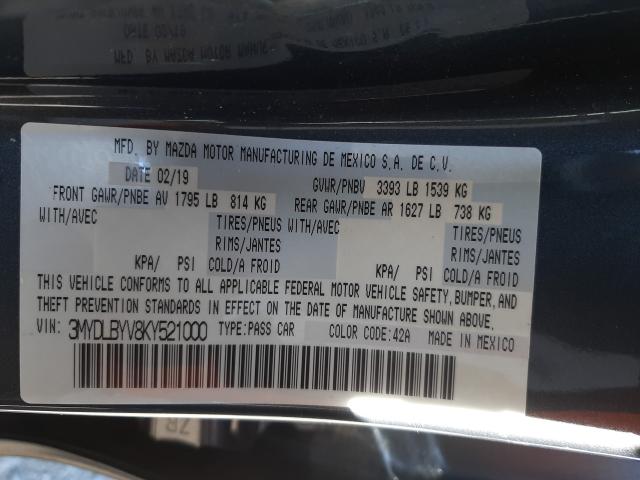 MFD. BY MAZDA MOTOR MANUFACTURING DE MEXICO S.A. DE C.V.
DATE 02/19
GVWR/PNBV 3393 LB 1539 KG
FRONT GAWR/PNBE AV 1795 LB 814 KG
REAR GAWR/PNBE AR 1627 LB 738 KG
WITH/AVEC TIRES/PNEUS WITH/AVEC TIRES/PNEUS
RIMS/JANTES RIMS/JANTES
KPA/ PSI COLD/A FROID KPA/ PSI COLD/A FROID
THIS VEHICLE CONFORMS TO ALL APPLICABLE FEDERAL MOTOR VEHICLE SAFETY, BUMPER, AND
THEFT PREVENTION STANDARDS IN EFFECT ON THE DATE OF MANUFACTURE SHOWN ABOVE.
VIN: 3MYDLBYV8KY521000 TYPE:PASS CAR COLOR CODE:42A MADE IN MEXICO